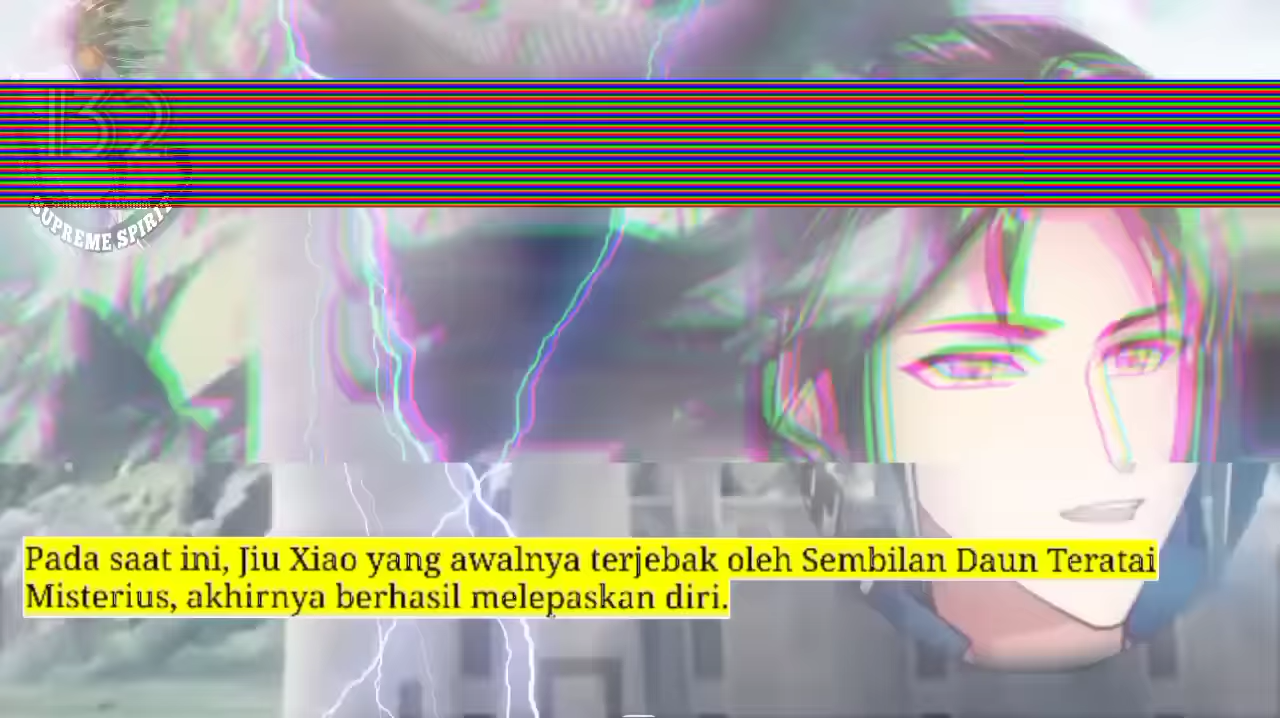 132
SUPREME SPIRIT
Pada saat ini, Jiu Xiao yang awalnya terjebak oleh Sembilan Daun Teratai
Misterius, akhirnya berhasil melepaskan diri.